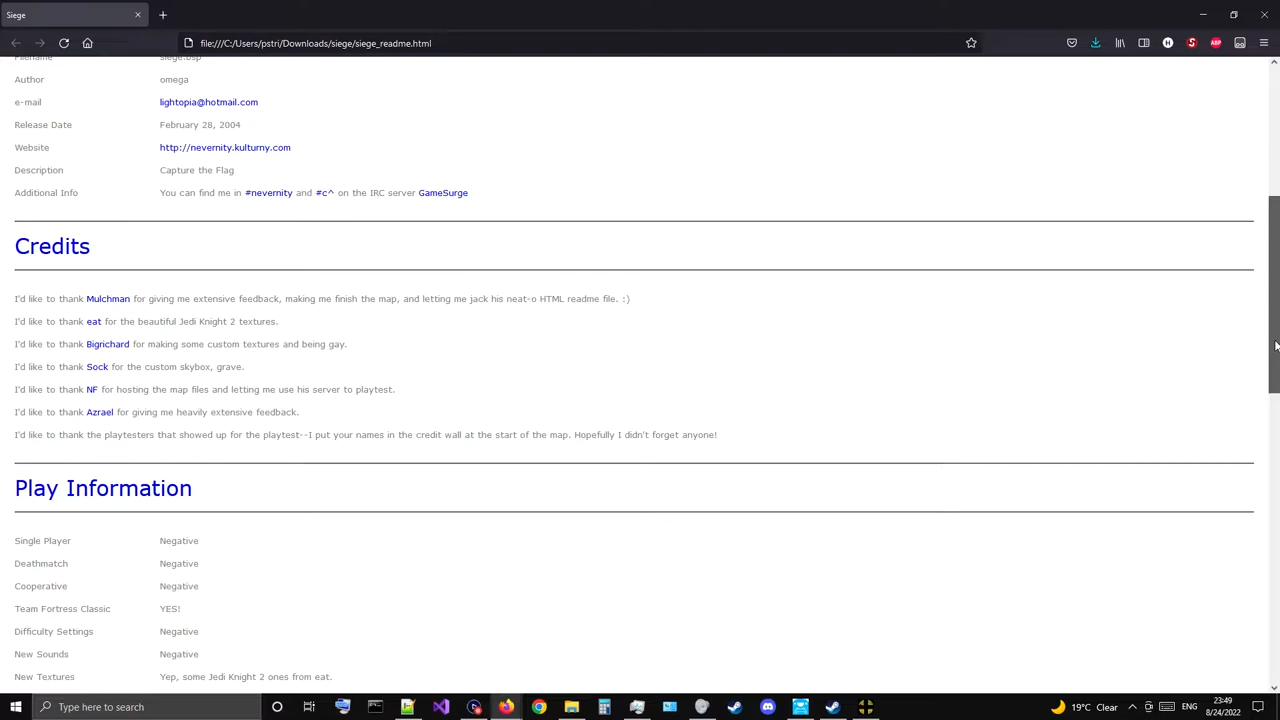 Siege
file:///C:/Users/pstri/Downloads/siege/siege_readme.html
Filename siege.bsp
Author omega
e-mail lightopia@hotmail.com
Release Date February 28, 2004
Website http://nevernity.kulturny.com
Description Capture the Flag
Additional Info You can find me in #nevernity and #c^ on the IRC server GameSurge
Credits
I'd like to thank Mulchman for giving me extensive feedback, making me finish the map, and letting me jack his neat-o HTML readme file. :)
I'd like to thank eat for the beautiful Jedi Knight 2 textures.
I'd like to thank Bigrichard for making some custom textures and being gay.
I'd like to thank Sock for the custom skybox, grave.
I'd like to thank NF for hosting the map files and letting me use his server to playtest.
I'd like to thank Azrael for giving me heavily extensive feedback.
I'd like to thank the playtesters that showed up for the playtest--I put your names in the credit wall at the start of the map. Hopefully I didn't forget anyone!
Play Information
Single Player Negative
Deathmatch Negative
Cooperative Negative
Team Fortress Classic YES!
Difficulty Settings Negative
New Sounds Negative
New Textures Yep, some Jedi Knight 2 ones from eat.
Type here to search
19°C Clear
23:49
8/24/2022